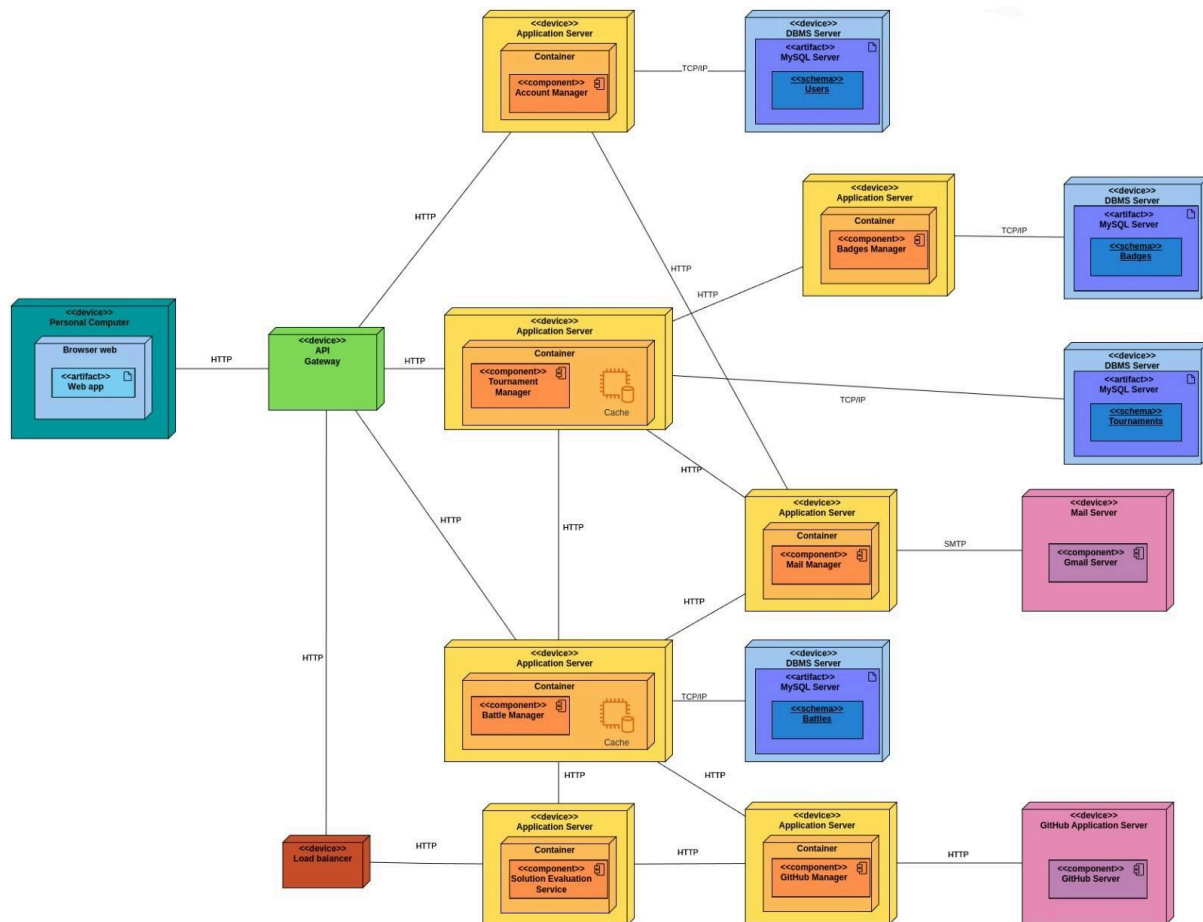 <<device>>
Application Server
Container
<<component>>
Account Manager
TCP/IP
<<device>>
DBMS Server
<<artifact>>
MySQL Server
<<schema>>
Users
HTTP
HTTP
<<device>>
Application Server
Container
<<component>>
Badges Manager
TCP/IP
<<device>>
DBMS Server
<<artifact>>
MySQL Server
<<schema>>
Badges
HTTP
<<device>>
Personal Computer
Browser web
<<artifact>>
Web app
HTTP
<<device>>
API
Gateway
HTTP
<<device>>
Application Server
Container
<<component>>
Tournament
Manager
Cache
TCP/IP
<<device>>
DBMS Server
<<artifact>>
MySQL Server
<<schema>>
Tournaments
HTTP
HTTP
HTTP
<<device>>
Application Server
Container
<<component>>
Mail Manager
SMTP
<<device>>
Mail Server
<<component>>
Gmail Server
HTTP
HTTP
<<device>>
Application Server
Container
<<component>>
Battle Manager
Cache
TCP/IP
<<device>>
DBMS Server
<<artifact>>
MySQL Server
<<schema>>
Battles
HTTP
HTTP
<<device>>
Load balancer
HTTP
<<device>>
Application Server
Container
<<component>>
Solution Evaluation
Service
HTTP
<<device>>
Application Server
Container
<<component>>
GitHub Manager
HTTP
<<device>>
GitHub Application Server
<<component>>
GitHub Server